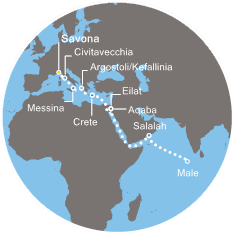 Savona
Civitavecchia
Argostoli/Kefallinia
Eilat
Messina
Aqaba
Crete
Salalah
Male